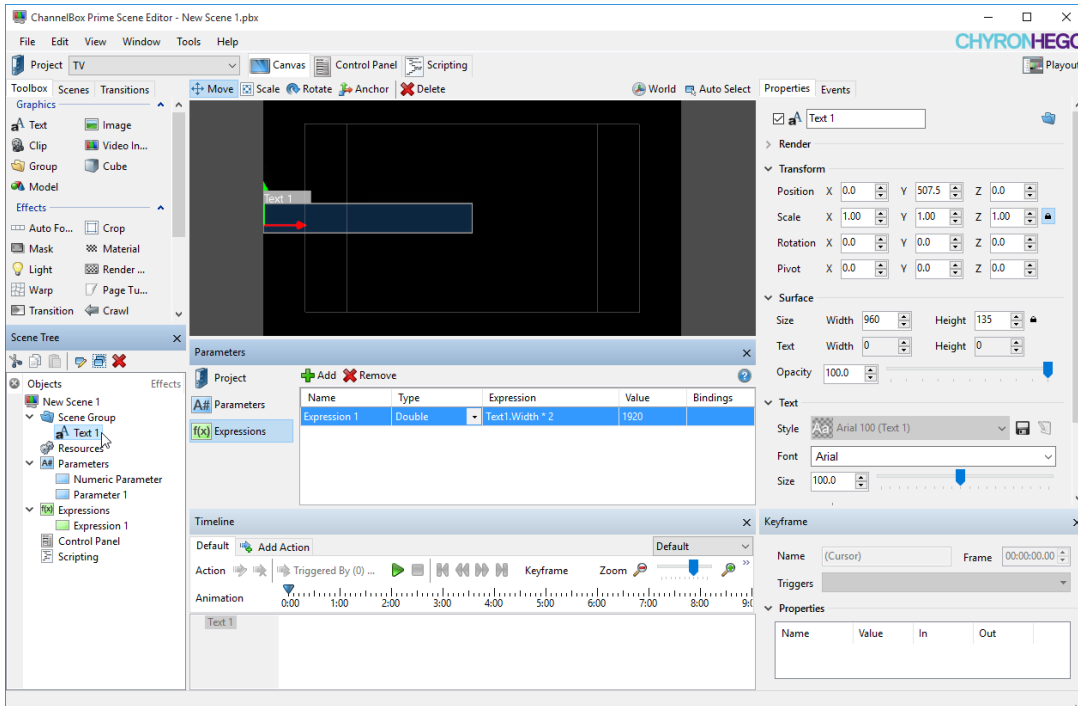 ChannelBox Prime Scene Editor - New Scene 1.pbx
File Edit View Window Tools Help
CHYRONHEGO
Project TV Canvas Control Panel Scripting Playout
Toolbox Scenes Transitions
Move Scale Rotate Anchor Delete World Auto Select
Properties Events
Graphics
Text Image
Clip Video In...
Group Cube
Model
Effects
Auto Fo... Crop
Mask Material
Light Render ...
Warp Page Tu...
Transition Crawl
Text 1
Text 1
Render
Transform
Position X 0.0 Y 507.5 Z 0.0
Scale X 1.00 Y 1.00 Z 1.00
Rotation X 0.0 Y 0.0 Z 0.0
Pivot X 0.0 Y 0.0 Z 0.0
Surface
Size Width 960 Height 135
Text Width 0 Height 0
Opacity 100.0
Text
Style Aa Arial 100 (Text 1)
Font Arial
Size 100.0
Scene Tree
Objects Effects
New Scene 1
Scene Group
Text 1
Resources
Parameters
Numeric Parameter
Parameter 1
Expressions
Expression 1
Control Panel
Scripting
Parameters
Project
A# Parameters
f(x) Expressions
Add Remove
Name Type Expression Value Bindings
Expression 1 Double Text1.Width * 2 1920
Timeline
Default Add Action Default
Action Triggered By (0) ... Keyframe Zoom
Animation 0:00 1:00 2:00 3:00 4:00 5:00 6:00 7:00 8:00 9:0
Text 1
Keyframe
Name (Cursor) Frame 00:00:00.00
Triggers
Properties
Name Value In Out